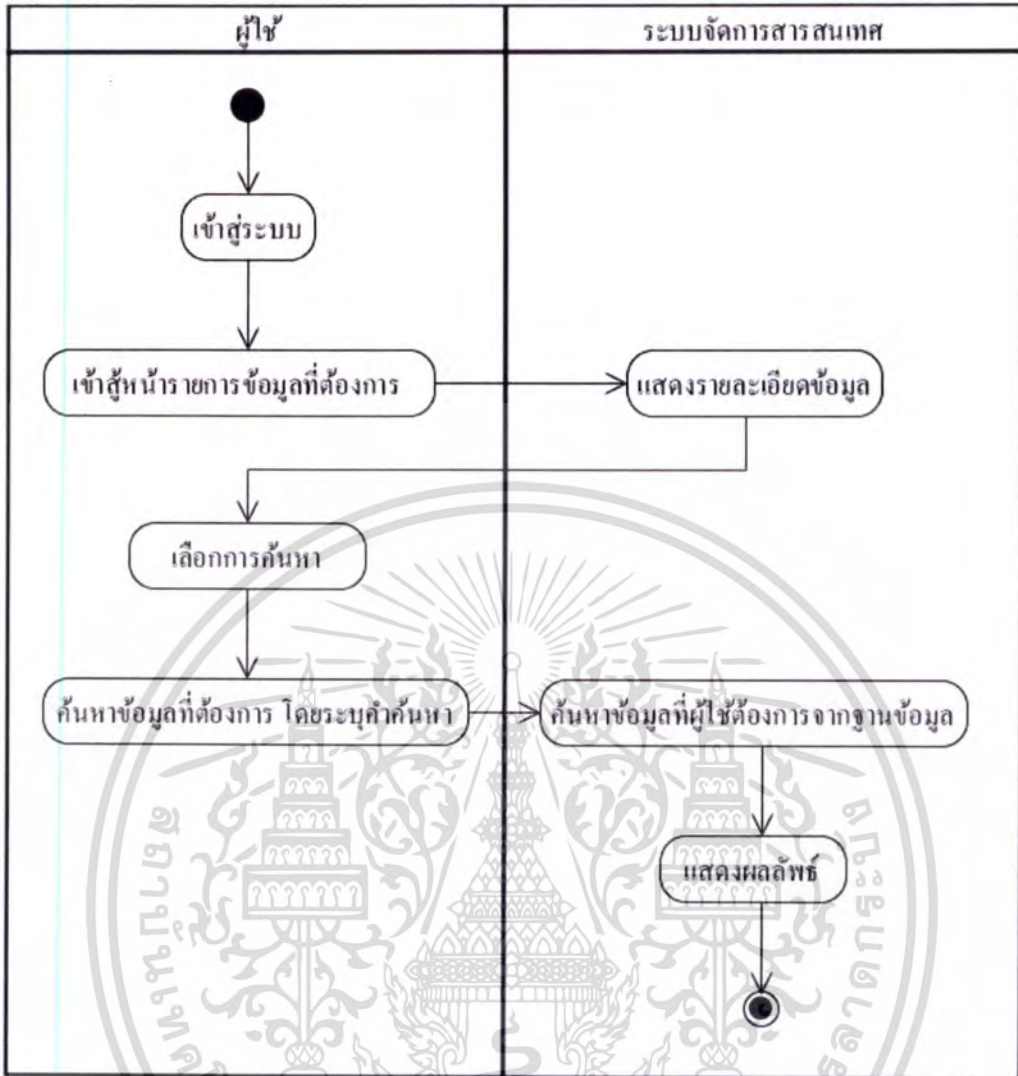 ผู้ใช้
ระบบจัดการสารสนเทศ
เข้าสู่ระบบ
เข้าสู้หน้ารายการข้อมูลที่ต้องการ
แสดงรายละเอียดข้อมูล
เลือกการค้นหา
ค้นหาข้อมูลที่ต้องการ โดยระบุคำค้นหา
ค้นหาข้อมูลที่ผู้ใช้ต้องการจากฐานข้อมูล
แสดงผลลัพธ์